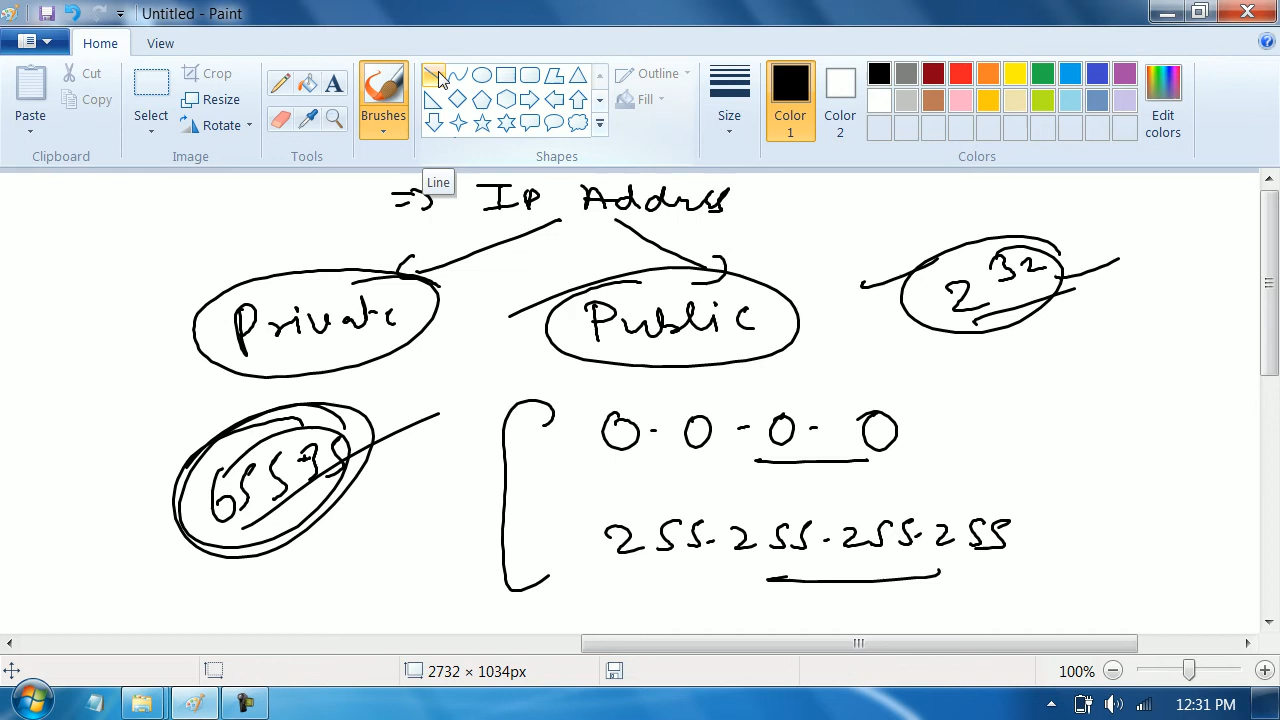 Untitled - Paint
Home View
Paste Cut Copy Clipboard
Select Crop Resize Rotate Image
Tools
Brushes
Shapes
Outline Fill
Size
Color 1 Color 2
Edit colors
Colors
Line
=> IP Address
Private Public 2^32
0.0.0.0
65535
255.255.255.255
2732 × 1034px
100%
12:31 PM